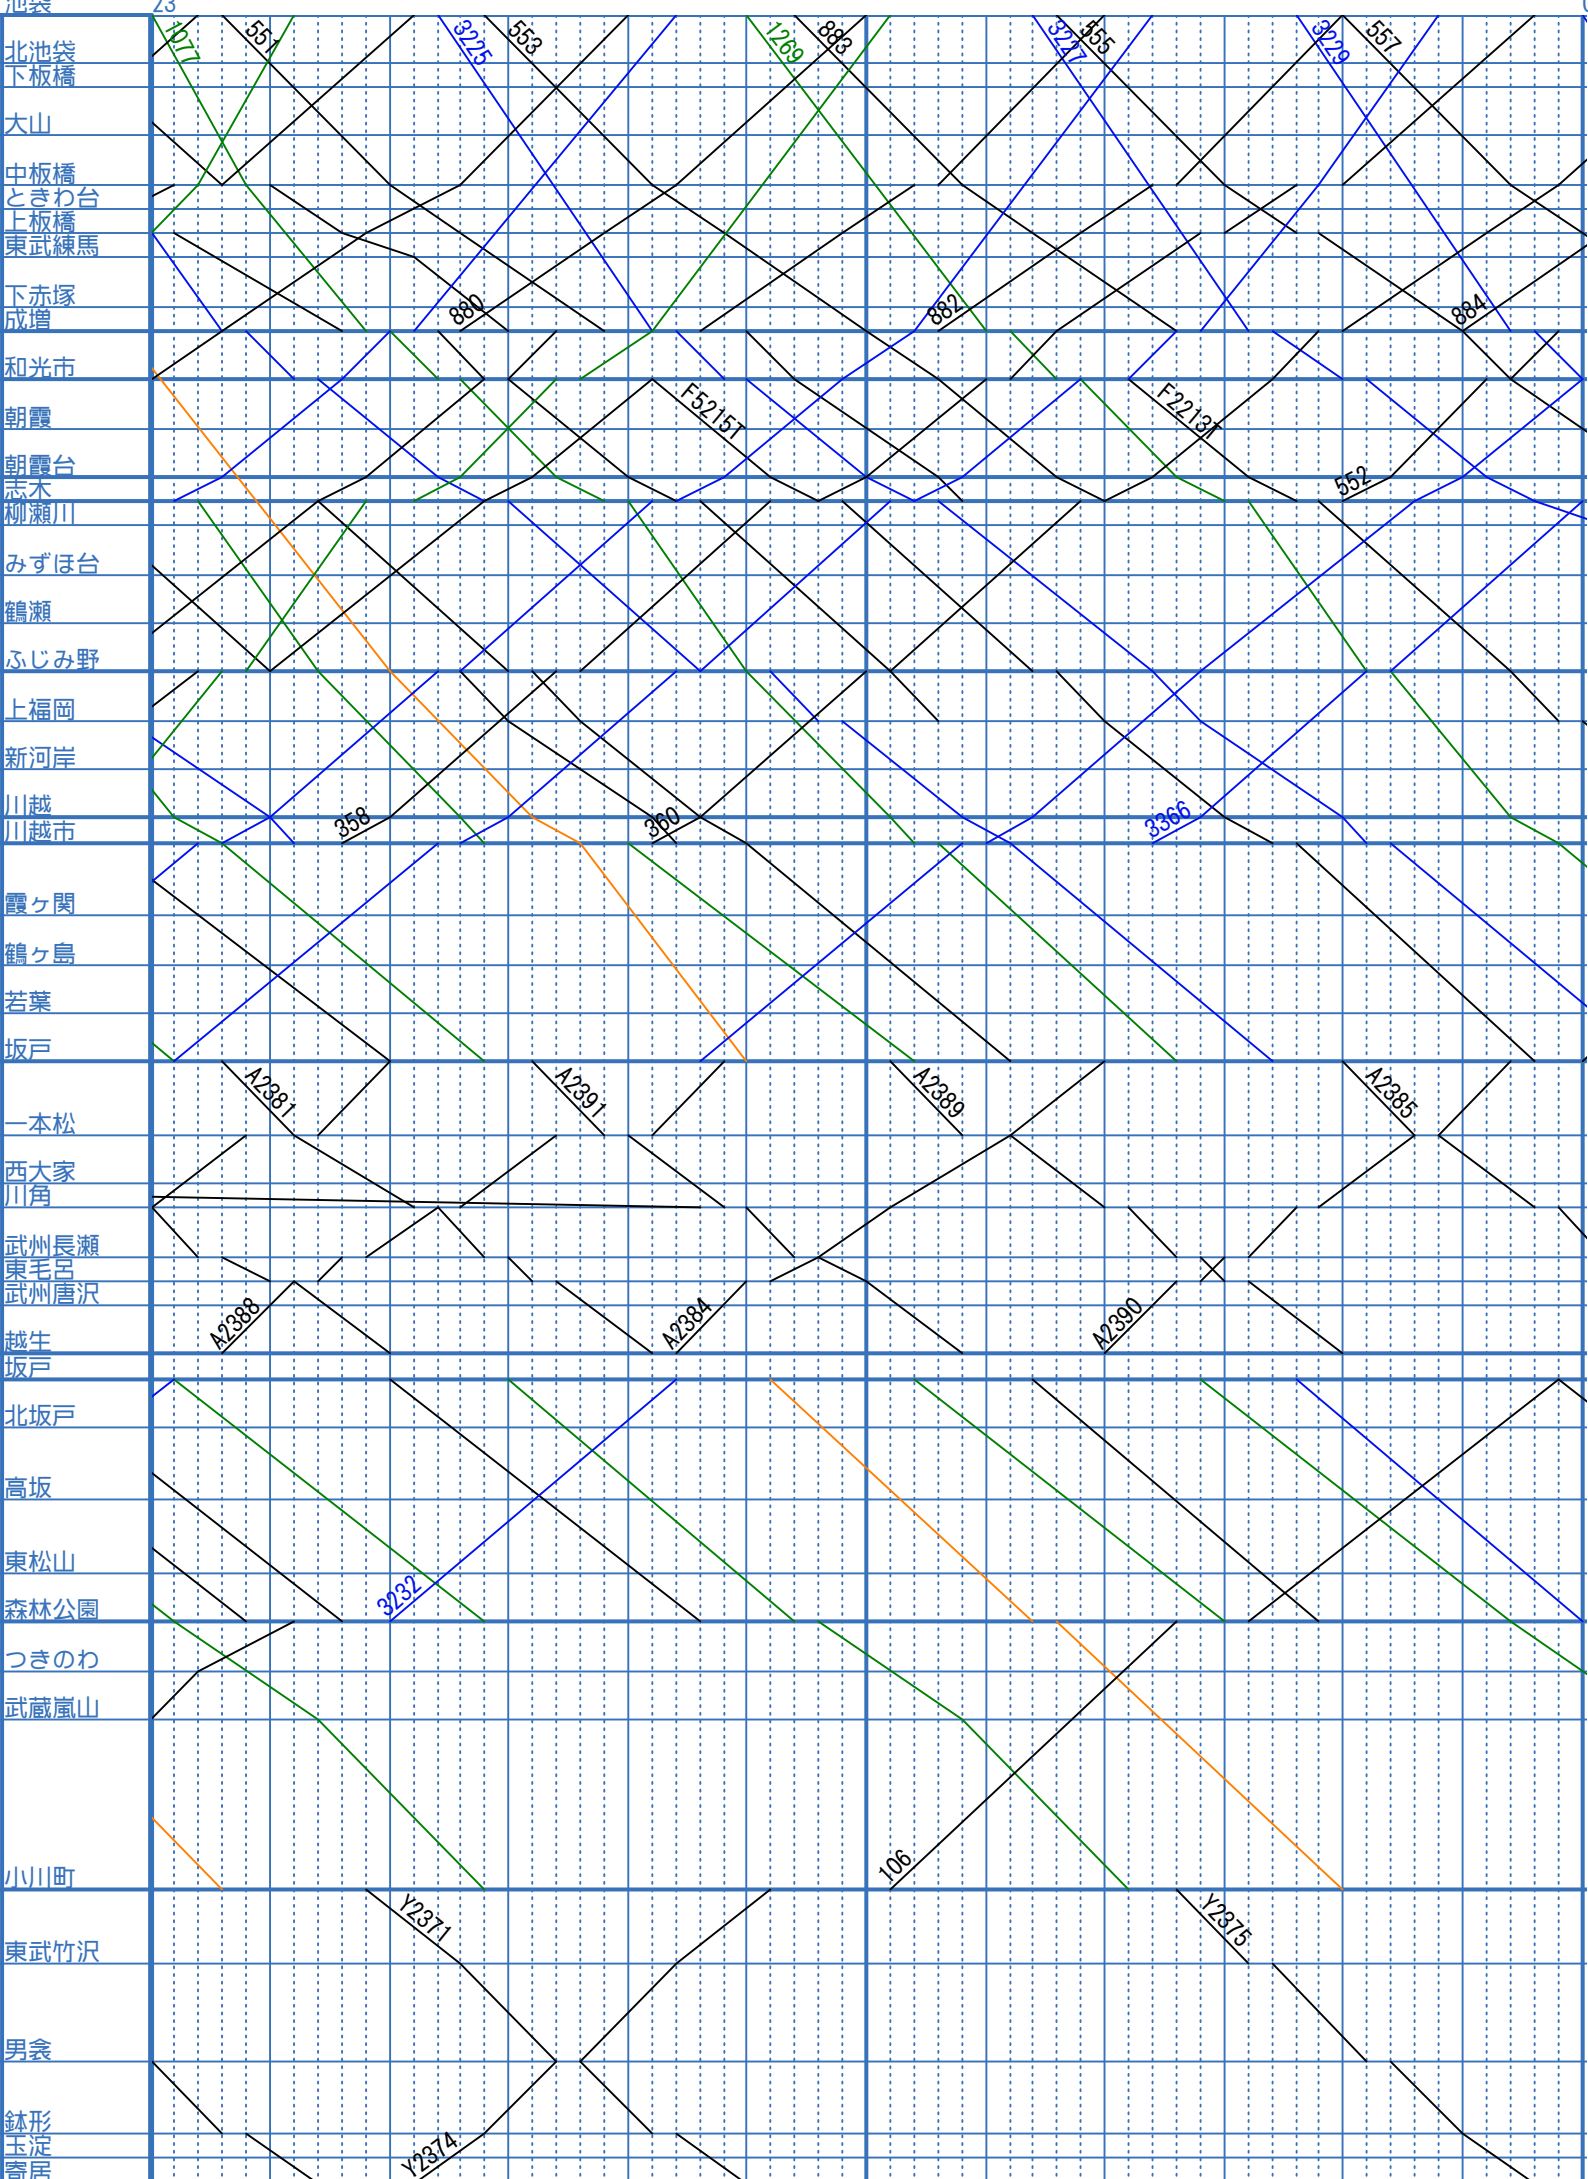 池袋 23
1077
551
3225
553
1269
883
3227
555
3229
557
北池袋
下板橋
大山
中板橋
ときわ台
上板橋
東武練馬
下赤塚
880
882
884
成増
和光市
F5215T
F2213T
朝霞
朝霞台
552
志木
柳瀬川
みずほ台
鶴瀬
ふじみ野
上福岡
新河岸
川越
358
360
3366
川越市
霞ヶ関
鶴ヶ島
若葉
坂戸
A2381
A2391
A2389
A2385
一本松
西大家
川角
武州長瀬
東毛呂
武州唐沢
A2388
A2384
A2390
越生
坂戸
北坂戸
高坂
東松山
3232
森林公園
つきのわ
武蔵嵐山
106
小川町
Y2371
Y2375
東武竹沢
男衾
鉢形
Y2374
玉淀
寄居